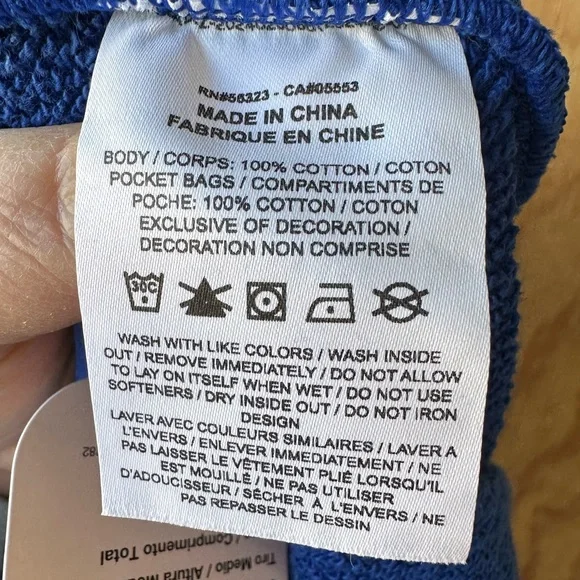 RN#56323 - CA#05553
MADE IN CHINA
FABRIQUE EN CHINE
BODY / CORPS: 100% COTTON / COTON
POCKET BAGS / COMPARTIMENTS DE
POCHE: 100% COTTON / COTON
EXCLUSIVE OF DECORATION /
DECORATION NON COMPRISE
30C
WASH WITH LIKE COLORS / WASH INSIDE
OUT / REMOVE IMMEDIATELY / DO NOT ALLOW
TO LAY ON ITSELF WHEN WET / DO NOT USE
SOFTENERS / DRY INSIDE OUT / DO NOT IRON
DESIGN
LAVER AVEC COULEURS SIMILAIRES / LAVER A
L'ENVERS / ENLEVER IMMEDIATEMENT / NE
PAS LAISSER LE VÊTEMENT PLIÉ LORSQU'IL
EST MOUILLÉ / NE PAS UTILISER
D'ADOUCISSEUR / SÉCHER À L'ENVERS / NE
PAS REPASSER LE DESSIN
/ Comprimento Total
Tiro Medio / Altura